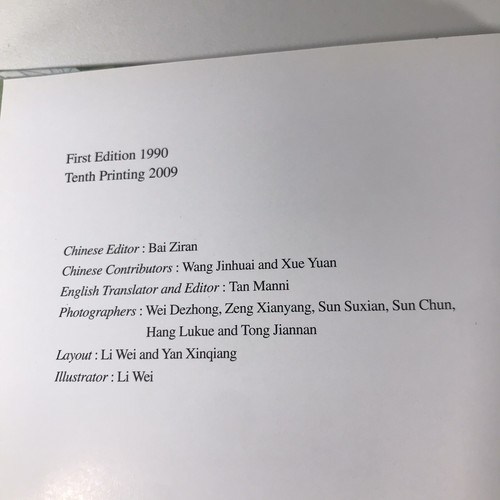 First Edition 1990
Tenth Printing 2009
Chinese Editor : Bai Ziran
Chinese Contributors : Wang Jinhuai and Xue Yuan
English Translator and Editor : Tan Manni
Photographers : Wei Dezhong, Zeng Xianyang, Sun Suxian, Sun Chun,
Hang Lukue and Tong Jiannan
Layout : Li Wei and Yan Xinqiang
Illustrator : Li Wei